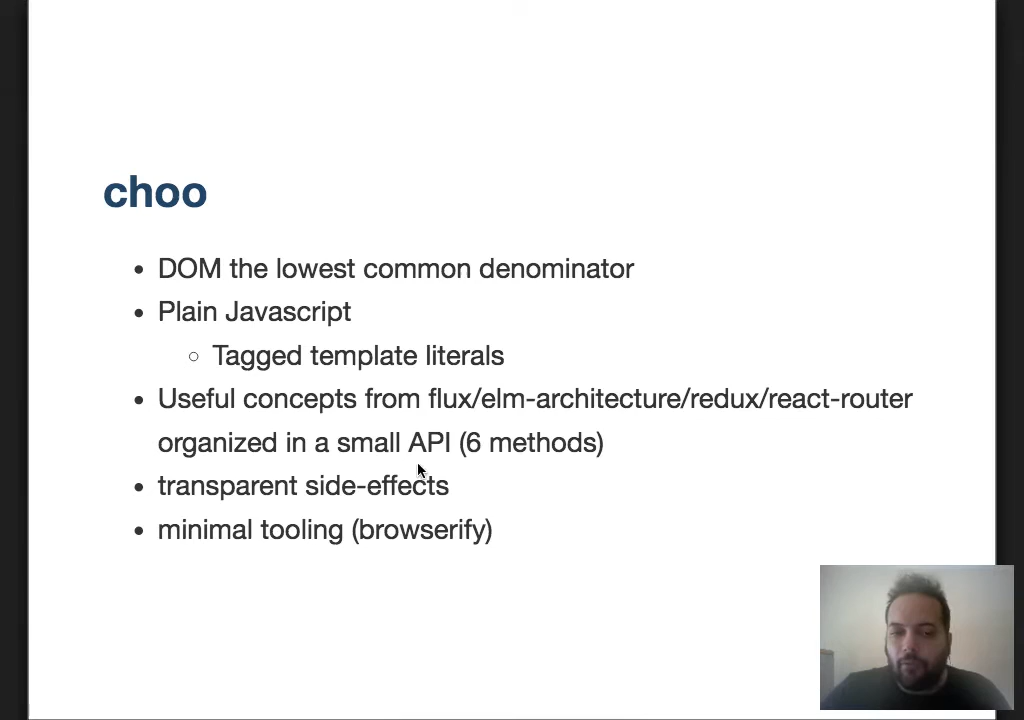 choo
• DOM the lowest common denominator
• Plain Javascript
○ Tagged template literals
• Useful concepts from flux/elm-architecture/redux/react-router
organized in a small API (6 methods)
• transparent side-effects
• minimal tooling (browserify)